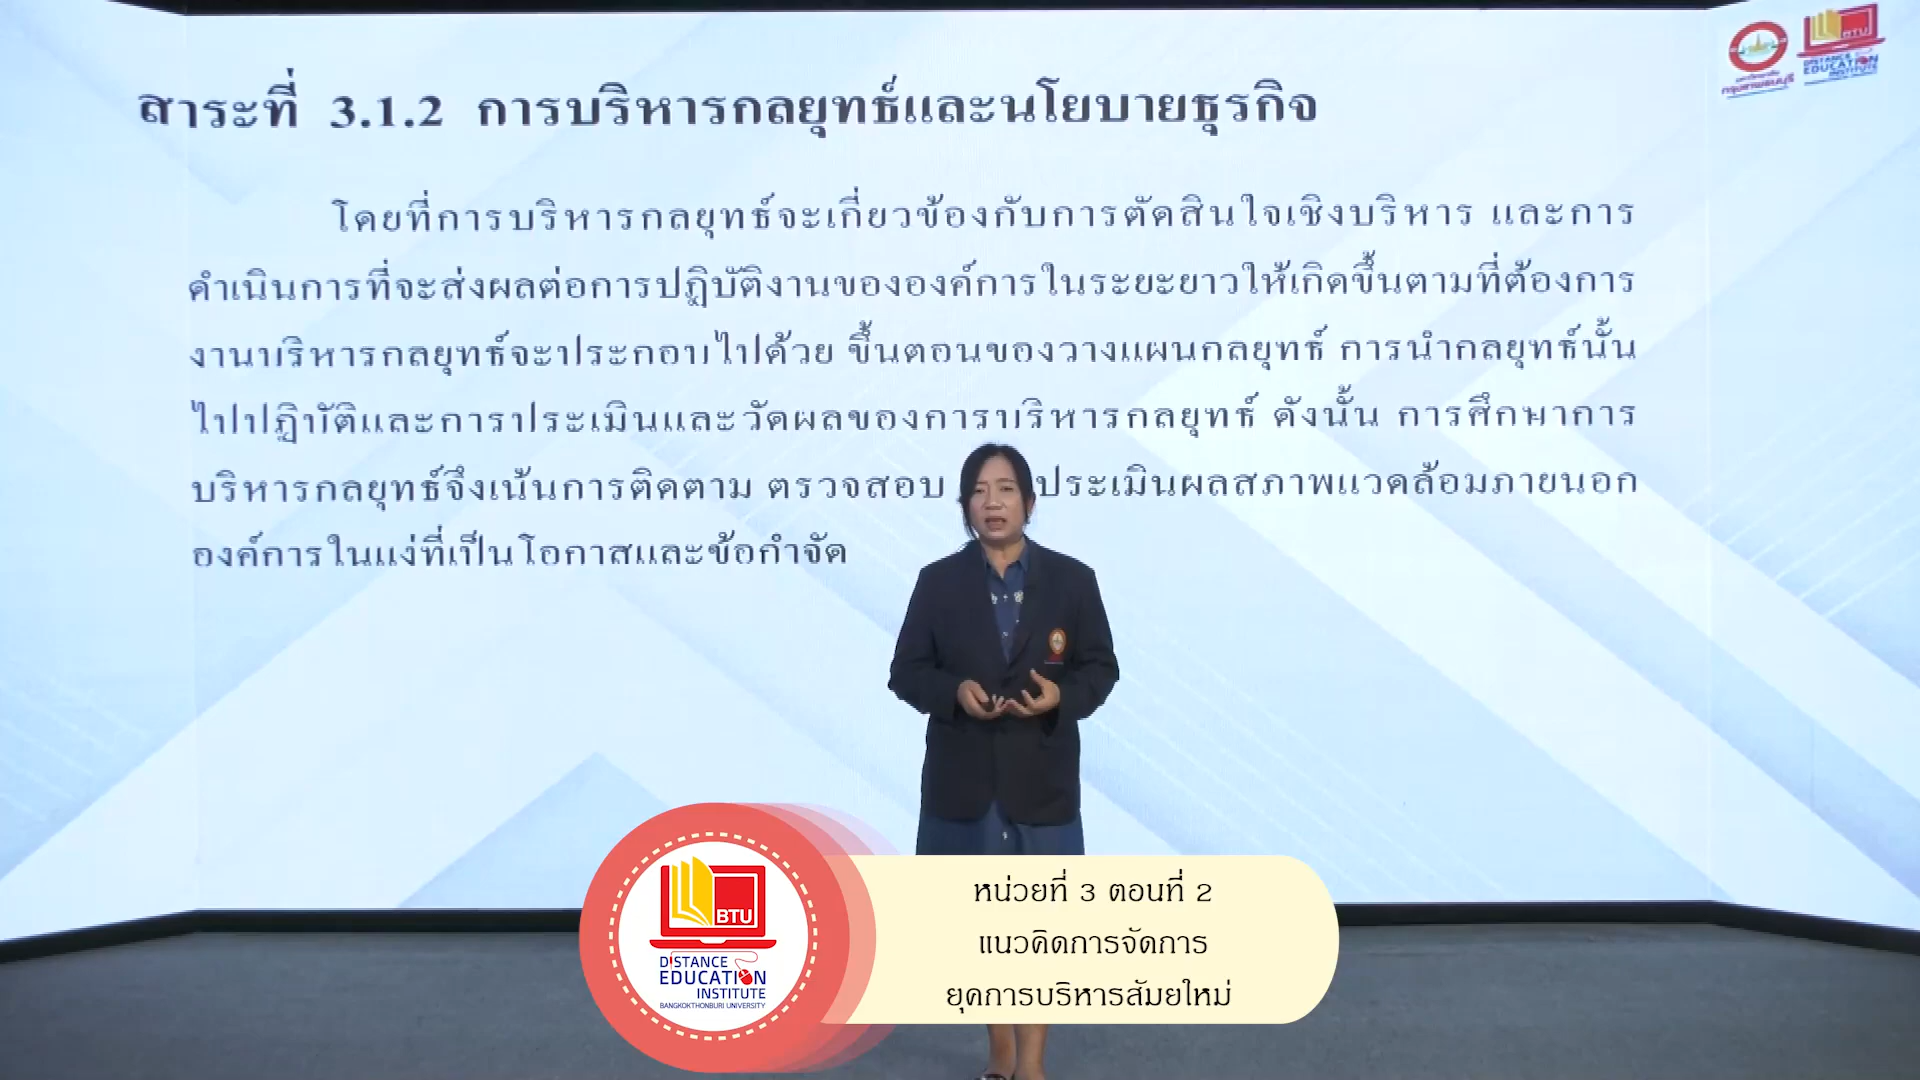 สาระที่ 3.1.2 การบริหารกลยุทธ์และนโยบายธุรกิจ
โดยที่การบริหารกลยุทธ์จะเกี่ยวข้องกับการตัดสินใจเชิงบริหาร และการ
ดำเนินการที่จะส่งผลต่อการปฏิบัติงานขององค์การในระยะยาวให้เกิดขึ้นตามที่ต้องการ
งานบริหารกลยุทธ์จะประกอบไปด้วย ขึ้นตอนของวางแผนกลยุทธ์ การนำกลยุทธ์นั้น
ไปปฏิบัติและการประเมินและวัดผลของการบริหารกลยุทธ์ ดังนั้น การศึกษาการ
บริหารกลยุทธ์จึงเน้นการติดตาม ตรวจสอบ ประเมินผลสภาพแวดล้อมภายนอก
องค์การในแง่ที่เป็นโอกาสและข้อกำจัด
BTU
DISTANCE
EDUCATION
INSTITUTE
กรุงเทพธนบุรี
BTU
DISTANCE
EDUCATION
INSTITUTE
BANGKOKTHONBURI UNIVERSITY
หน่วยที่ 3 ตอนที่ 2
แนวคิดการจัดการ
ยุคการบริหารสมัยใหม่